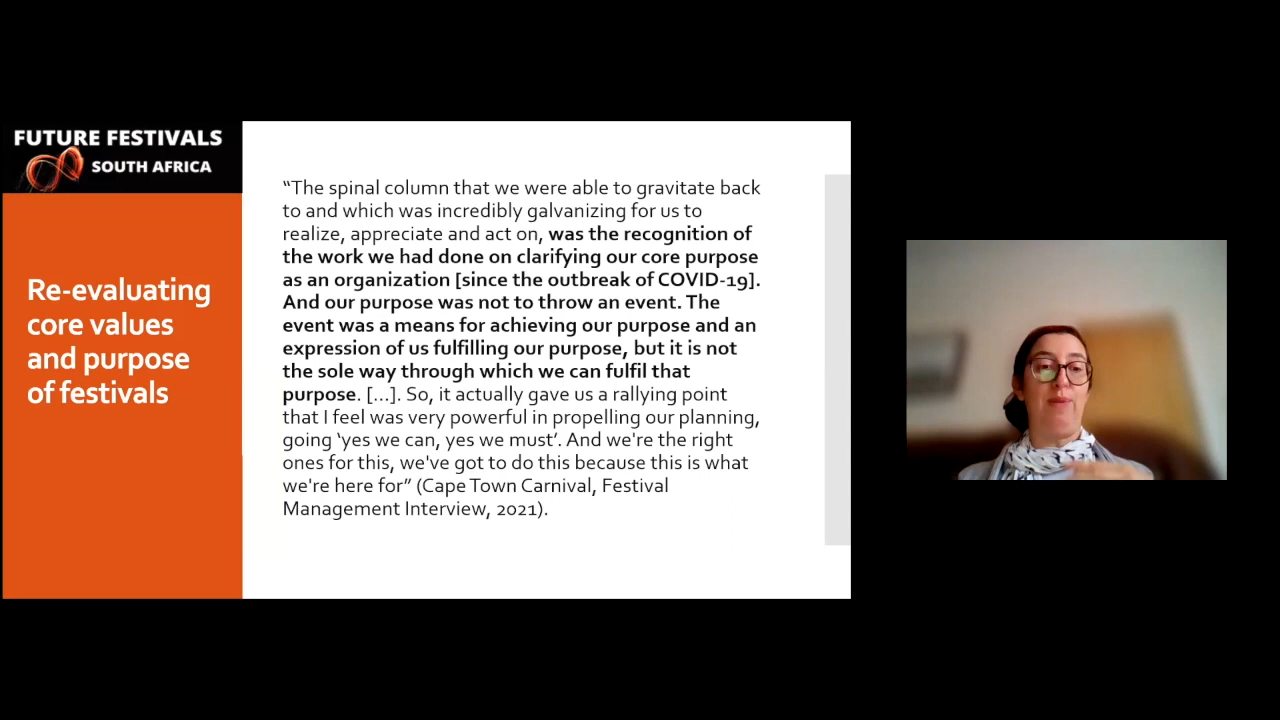 FUTURE FESTIVALS
SOUTH AFRICA
Re-evaluating
core values
and purpose
of festivals
“The spinal column that we were able to gravitate back
to and which was incredibly galvanizing for us to
realize, appreciate and act on, was the recognition of
the work we had done on clarifying our core purpose
as an organization [since the outbreak of COVID-19].
And our purpose was not to throw an event. The
event was a means for achieving our purpose and an
expression of us fulfilling our purpose, but it is not
the sole way through which we can fulfil that
purpose. [...]. So, it actually gave us a rallying point
that I feel was very powerful in propelling our planning,
going ‘yes we can, yes we must’. And we're the right
ones for this, we've got to do this because this is what
we're here for” (Cape Town Carnival, Festival
Management Interview, 2021).